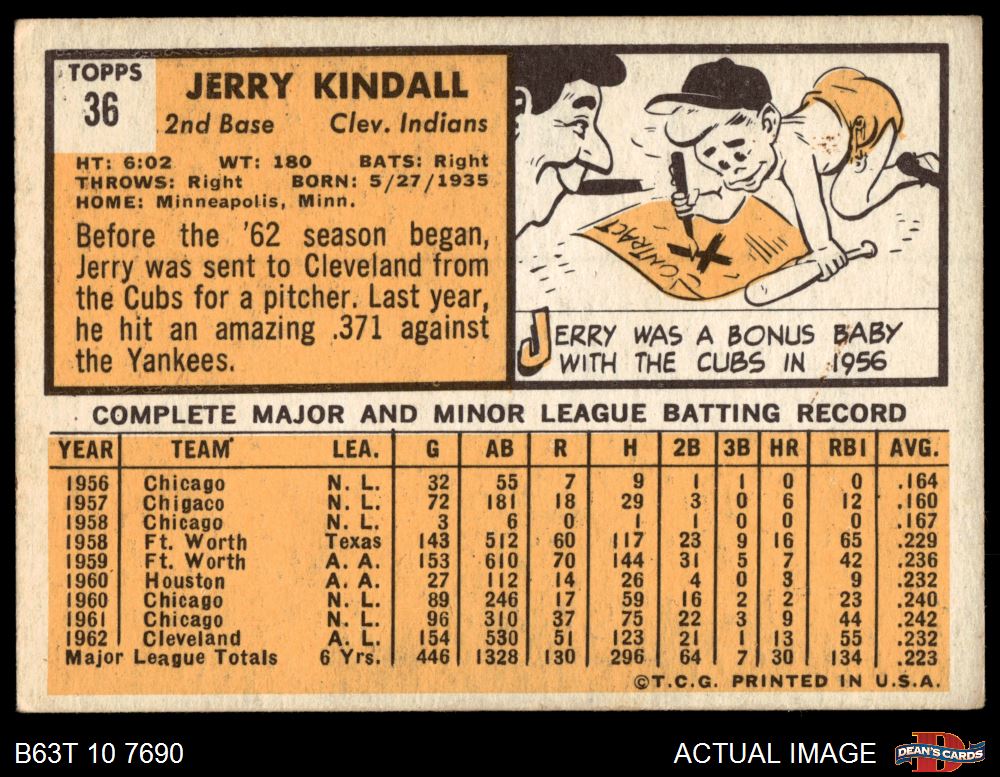 TOPPS
36
JERRY KINDALL
2nd Base Clev. Indians
HT: 6:02 WT: 180 BATS: Right
THROWS: Right BORN: 5/27/1935
HOME: Minneapolis, Minn.
Before the '62 season began,
Jerry was sent to Cleveland from
the Cubs for a pitcher. Last year,
he hit an amazing .371 against
the Yankees.
CONTRACT
X
JERRY WAS A BONUS BABY
WITH THE CUBS IN 1956
COMPLETE MAJOR AND MINOR LEAGUE BATTING RECORD
YEAR TEAM LEA. G AB R H 2B 3B HR RBI AVG.
1956 Chicago N. L. 32 55 7 9 1 1 0 0 .164
1957 Chigaco N. L. 72 181 18 29 3 0 6 12 .160
1958 Chicago N. L. 3 6 0 1 1 0 0 0 .167
1958 Ft. Worth Texas 143 512 60 117 23 9 16 65 .229
1959 Ft. Worth A. A. 153 610 70 144 31 5 7 42 .236
1960 Houston A. A. 27 112 14 26 4 0 3 9 .232
1960 Chicago N. L. 89 246 17 59 16 2 2 23 .240
1961 Chicago N. L. 96 310 37 75 22 3 9 44 .242
1962 Cleveland A. L. 154 530 51 123 21 1 13 55 .232
Major League Totals 6 Yrs. 446 1328 130 296 64 7 30 134 .223
©T.C.G. PRINTED IN U.S.A.
B63T 10 7690 ACTUAL IMAGE
D
DEAN'S CARDS